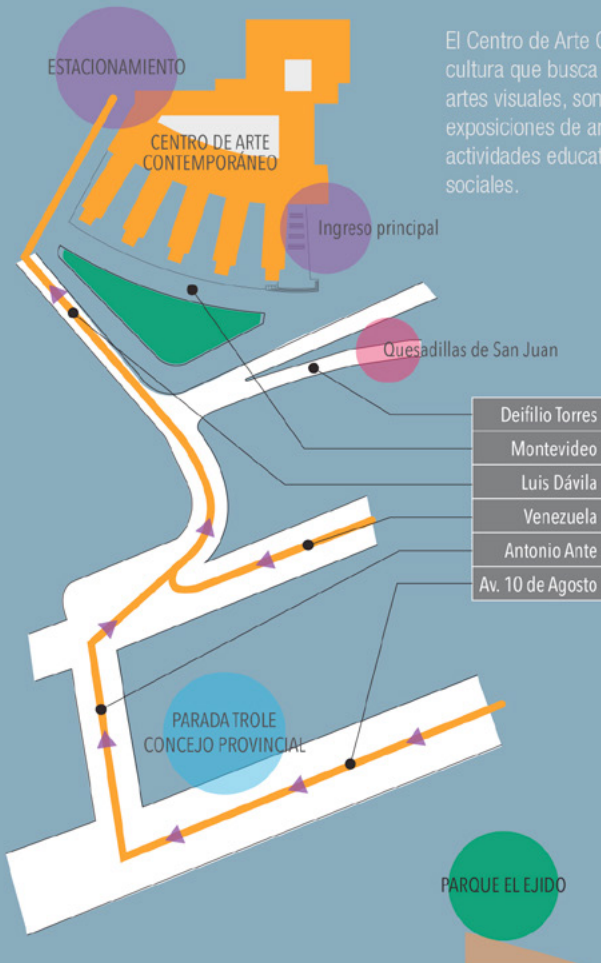 El Centro de Arte
cultura que busca
artes visuales, son
exposiciones de
actividades
sociales.
ESTACIONAMIENTO
CENTRO DE ARTE
CONTEMPORÁNEO
Ingreso principal
Quesadillas de San Juan
Deifilio Torres
Montevideo
Luis Dávila
Venezuela
Antonio Ante
Av. 10 de Agosto
PARADA TROLE
CONCEJO PROVINCIAL
PARQUE EL EJIDO